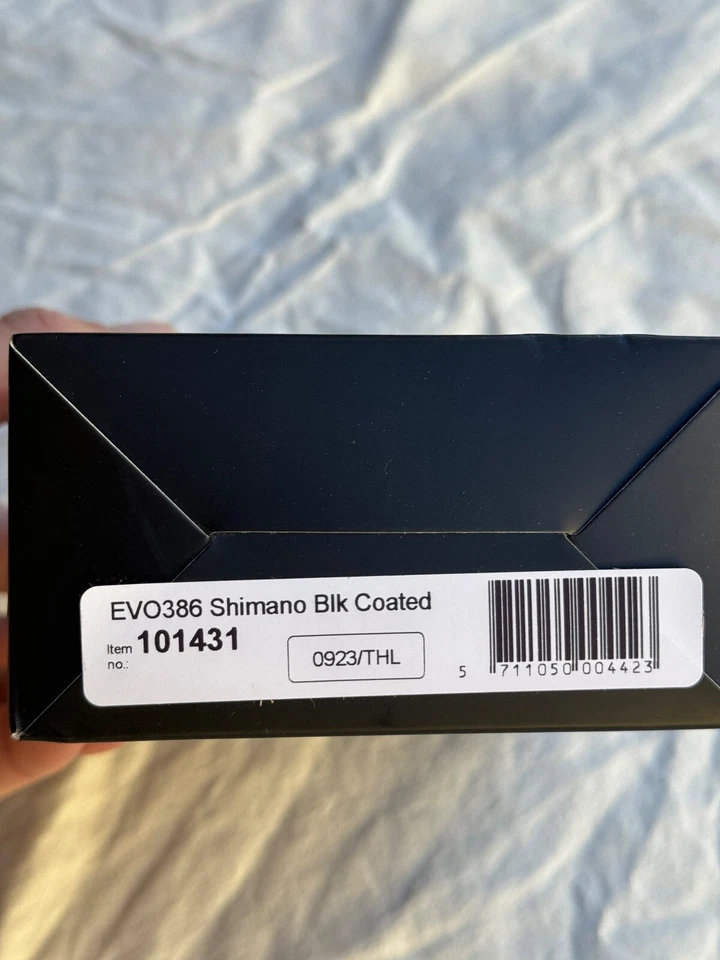 EVO386 Shimano Blk Coated
Item no.: 101431
0923/THL
5 711050 004423